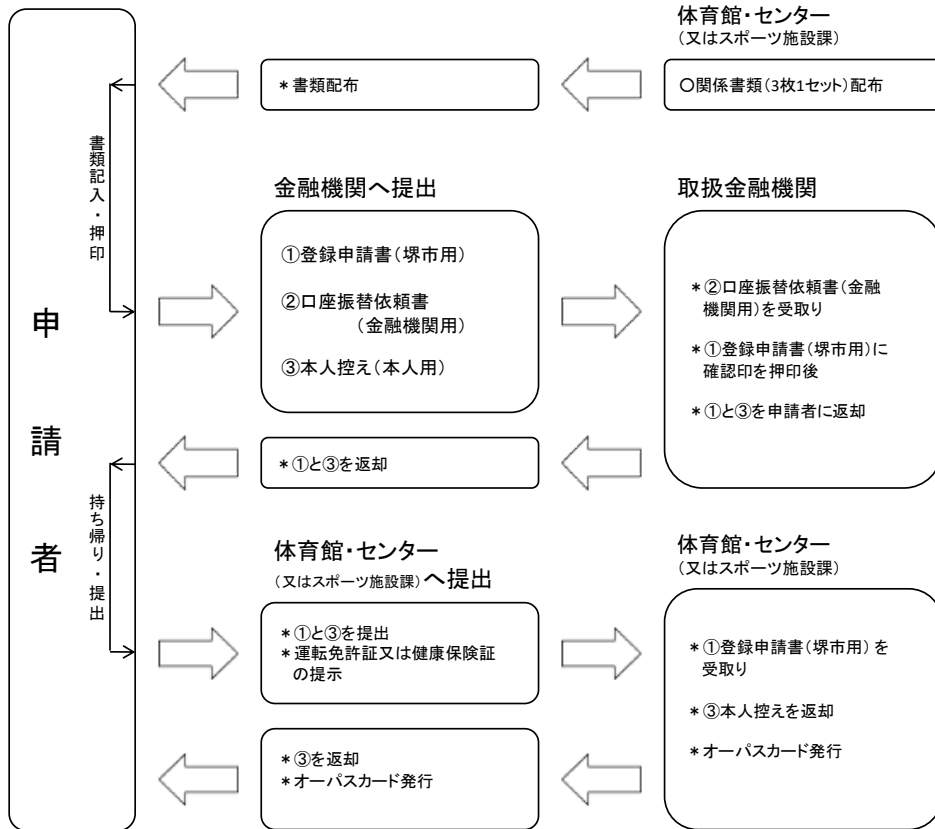 体育館・センター
(又はスポーツ施設課)
＊書類配布
〇関係書類(3枚1セット)配布
書類記入・押印
金融機関へ提出
取扱金融機関
①登録申請書(堺市用)
②口座振替依頼書
(金融機関用)
③本人控え(本人用)
＊②口座振替依頼書(金融
機関用)を受取り
＊①登録申請書(堺市用)に
確認印を押印後
＊①と③を申請者に返却
申請者
＊①と③を返却
持ち帰り・提出
体育館・センター
(又はスポーツ施設課)へ提出
体育館・センター
(又はスポーツ施設課)
＊①と③を提出
＊運転免許証又は健康保険証
の提示
＊①登録申請書(堺市用)を
受取り
＊③本人控えを返却
＊オーパスカード発行
＊③を返却
＊オーパスカード発行